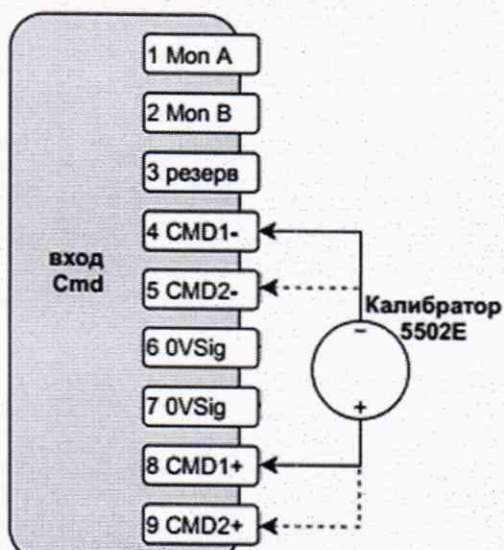 1 Mon A
2 Mon B
3 резерв
4 CMD1-
5 CMD2-
6 0VSig
7 0VSig
8 CMD1+
9 CMD2+
вход
Cmd
Калибратор
5502E
−
+